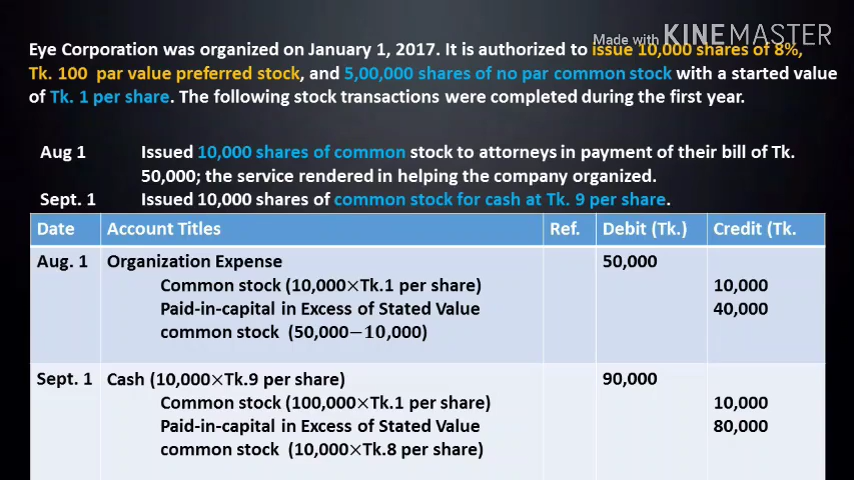 Made with KINEMASTER
Eye Corporation was organized on January 1, 2017. It is authorized to issue 10,000 shares of 8%,
Tk. 100 par value preferred stock, and 5,00,000 shares of no par common stock with a started value
of Tk. 1 per share. The following stock transactions were completed during the first year.
Aug 1 Issued 10,000 shares of common stock to attorneys in payment of their bill of Tk.
50,000; the service rendered in helping the company organized.
Sept. 1 Issued 10,000 shares of common stock for cash at Tk. 9 per share.
Date Account Titles Ref. Debit (Tk.) Credit (Tk.
Aug. 1 Organization Expense 50,000
Common stock (10,000×Tk.1 per share) 10,000
Paid-in-capital in Excess of Stated Value 40,000
common stock (50,000−10,000)
Sept. 1 Cash (10,000×Tk.9 per share) 90,000
Common stock (100,000×Tk.1 per share) 10,000
Paid-in-capital in Excess of Stated Value 80,000
common stock (10,000×Tk.8 per share)